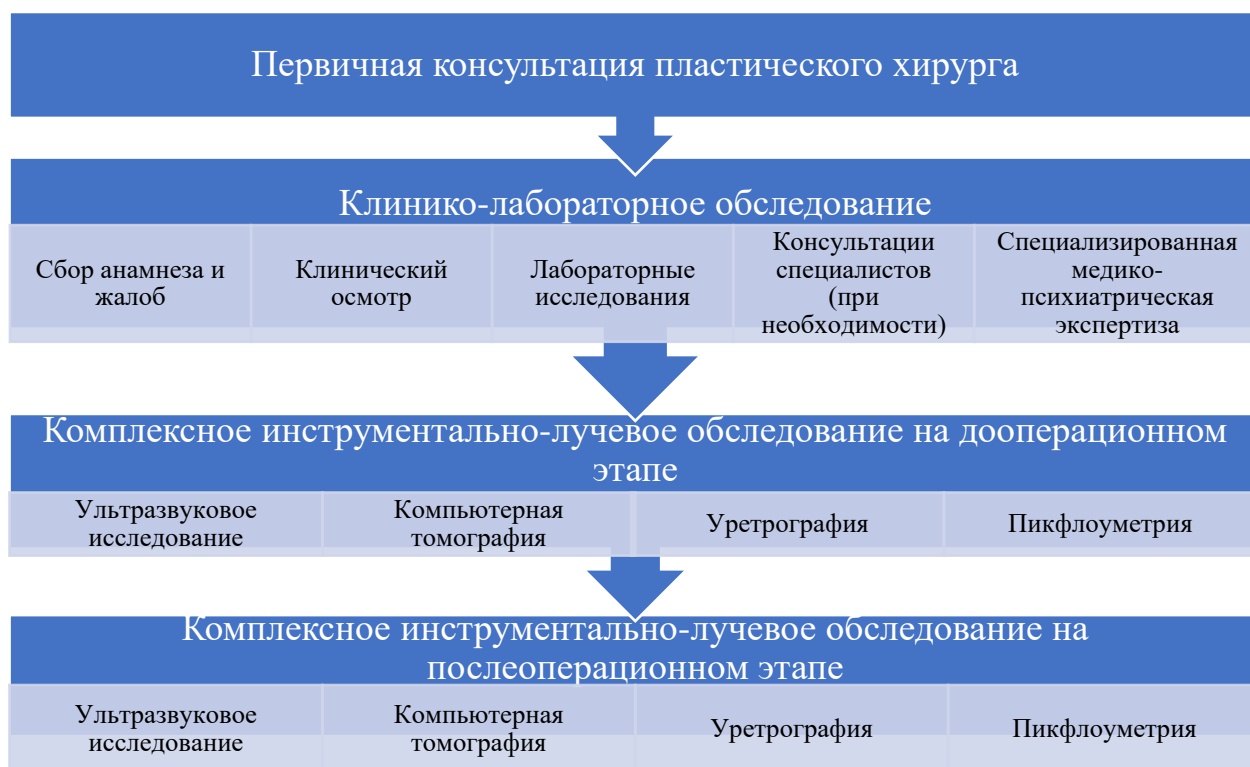 Первичная консультация пластического хирурга
Клинико-лабораторное обследование
Сбор анамнеза и
жалоб
Клинический
осмотр
Лабораторные
исследования
Консультации
специалистов
(при
необходимости)
Специализированная
медико-
психиатрическая
экспертиза
Комплексное инструментально-лучевое обследование на дооперационном
этапе
Ультразвуковое
исследование
Компьютерная
томография
Уретрография
Пикфлоуметрия
Комплексное инструментально-лучевое обследование на
послеоперационном этапе
Ультразвуковое
исследование
Компьютерная
томография
Уретрография
Пикфлоуметрия